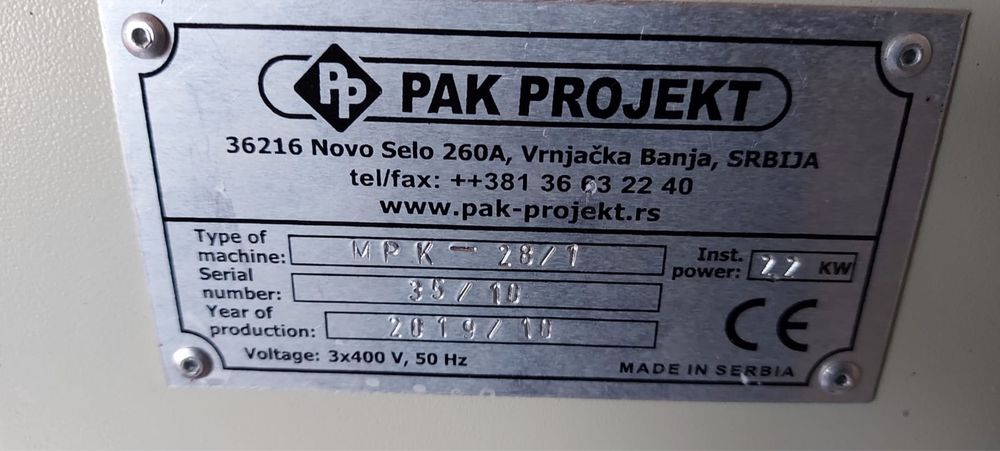 PP PAK PROJEKT
36216 Novo Selo 260A, Vrnjačka Banja, SRBIJA
tel/fax: ++381 36 63 22 40
www.pak-projekt.rs
Type of machine: MPK-28/1
Inst. power: 22 KW
Serial number: 35/10
Year of production: 2019/10
CE
Voltage: 3x400 V, 50 Hz
MADE IN SERBIA